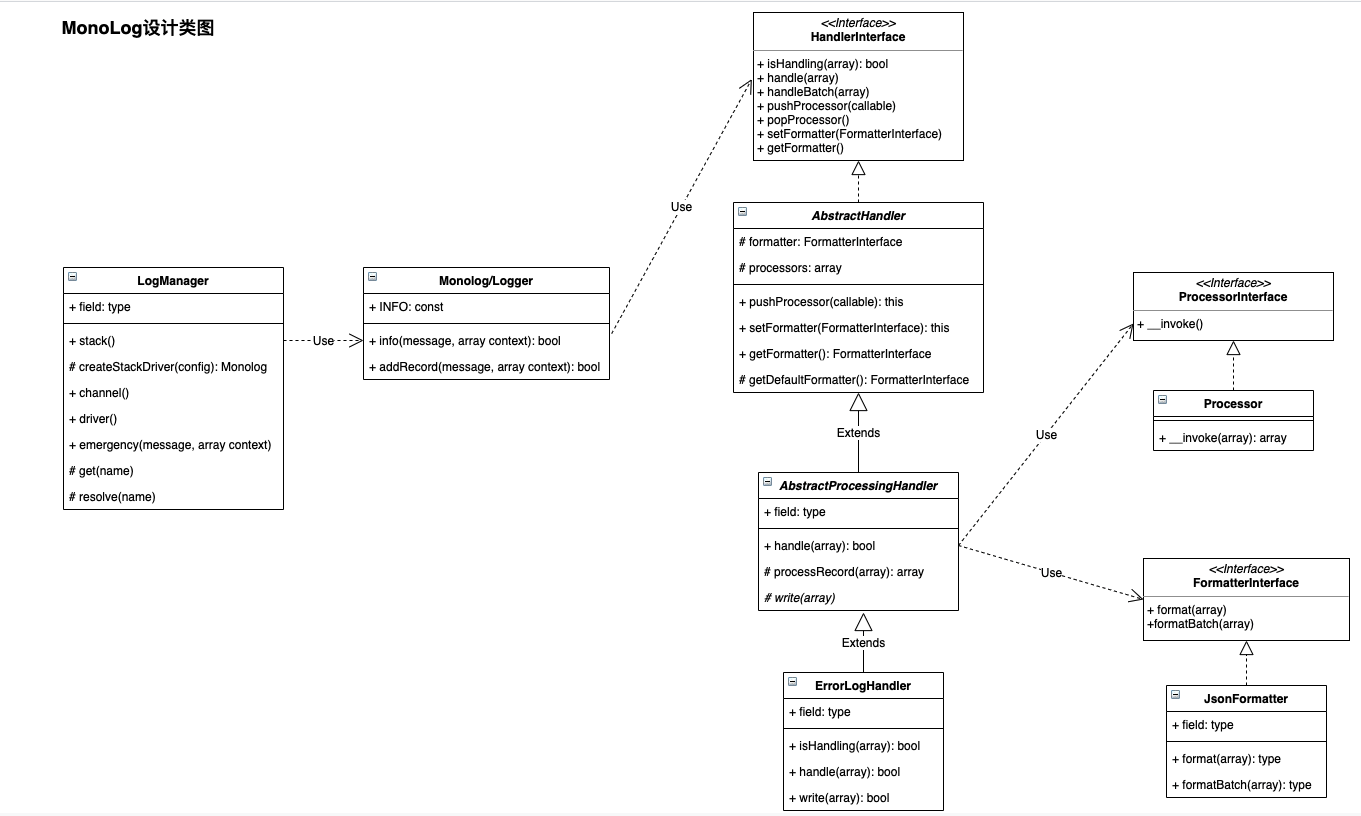 MonoLog设计类图
<<Interface>>
HandlerInterface
+ isHandling(array): bool
+ handle(array)
+ handleBatch(array)
+ pushProcessor(callable)
+ popProcessor()
+ setFormatter(FormatterInterface)
+ getFormatter()
Use
AbstractHandler
# formatter: FormatterInterface
# processors: array
+ pushProcessor(callable): this
+ setFormatter(FormatterInterface): this
+ getFormatter(): FormatterInterface
# getDefaultFormatter(): FormatterInterface
LogManager
+ field: type
+ stack()
# createStackDriver(config): Monolog
+ channel()
+ driver()
+ emergency(message, array context)
# get(name)
# resolve(name)
Use
Monolog/Logger
+ INFO: const
+ info(message, array context): bool
+ addRecord(message, array context): bool
<<Interface>>
ProcessorInterface
+ __invoke()
Processor
+ __invoke(array): array
Extends
Use
AbstractProcessingHandler
+ field: type
+ handle(array): bool
# processRecord(array): array
# write(array)
Use
<<Interface>>
FormatterInterface
+ format(array)
+formatBatch(array)
Extends
ErrorLogHandler
+ field: type
+ isHandling(array): bool
+ handle(array): bool
+ write(array): bool
JsonFormatter
+ field: type
+ format(array): type
+ formatBatch(array): type